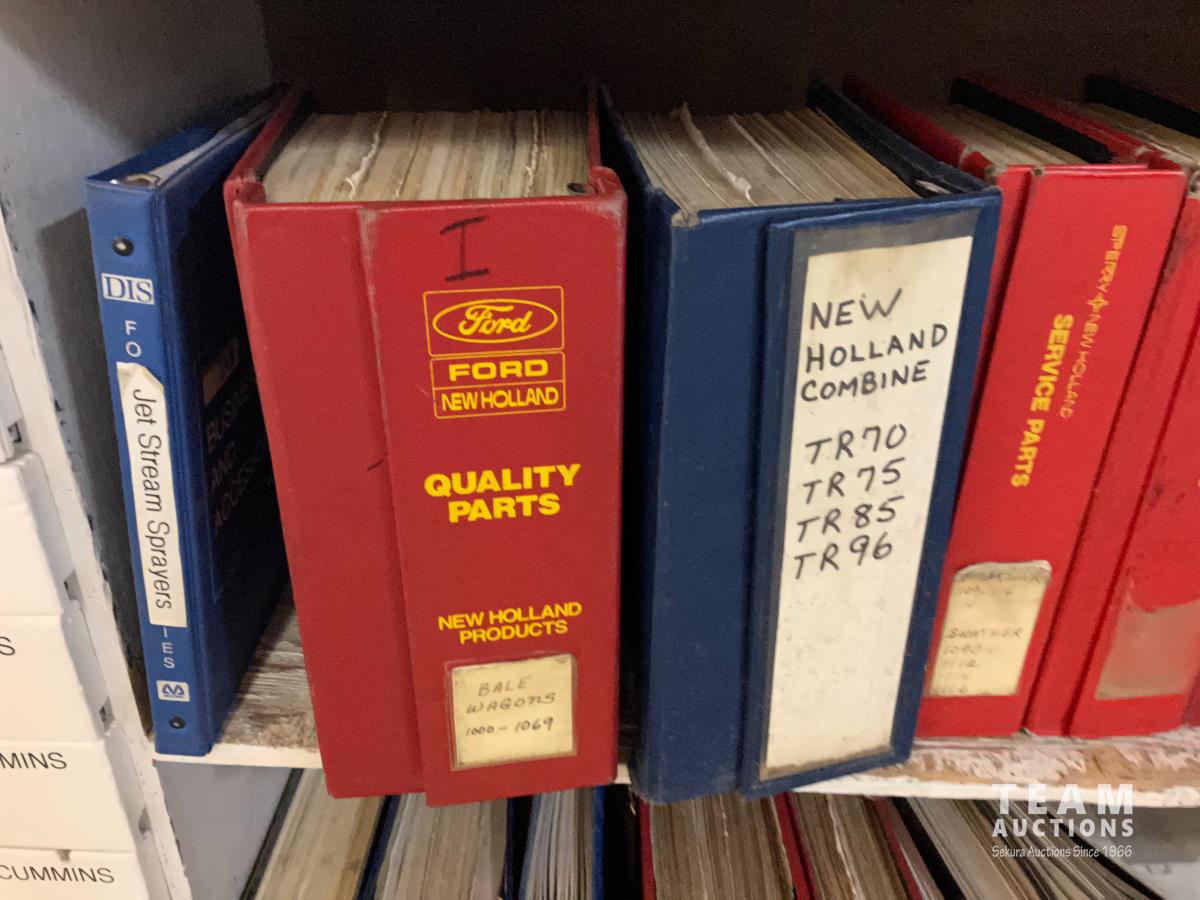 DIS
FO
Jet Stream Sprayers
IES
BUSINESS
AND
I
Ford
FORD
NEW HOLLAND
QUALITY
PARTS
NEW HOLLAND
PRODUCTS
BALE
WAGONS
1000 - 1069
NEW
HOLLAND
COMBINE
TR70
TR75
TR85
TR96
SPERRY NEW HOLLAND
SERVICE PARTS
SWATHER
S
MINS
CUMMINS
TEAM
AUCTIONS
Sekura Auctions Since 1966